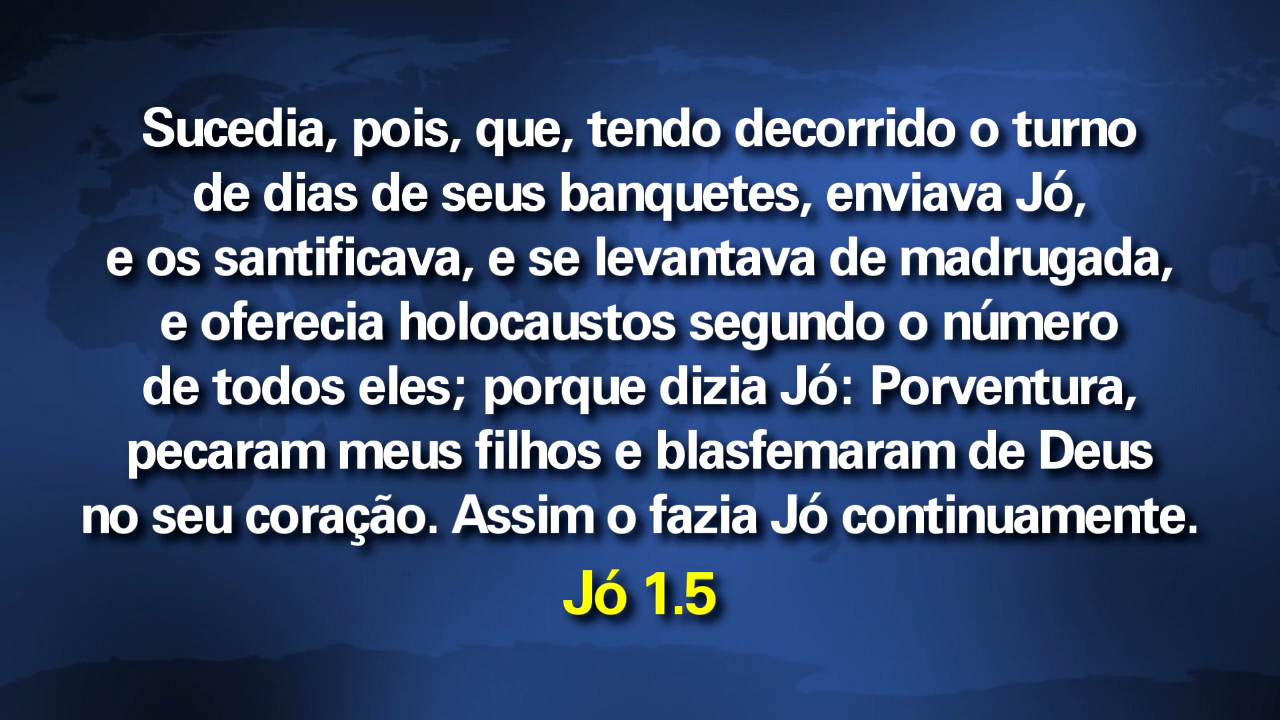 Sucedia, pois, que, tendo decorrido o turno
de dias de seus banquetes, enviava Jó,
e os santificava, e se levantava de madrugada,
e oferecia holocaustos segundo o número
de todos eles; porque dizia Jó: Porventura,
pecaram meus filhos e blasfemaram de Deus
no seu coração. Assim o fazia Jó continuamente.
Jó 1.5